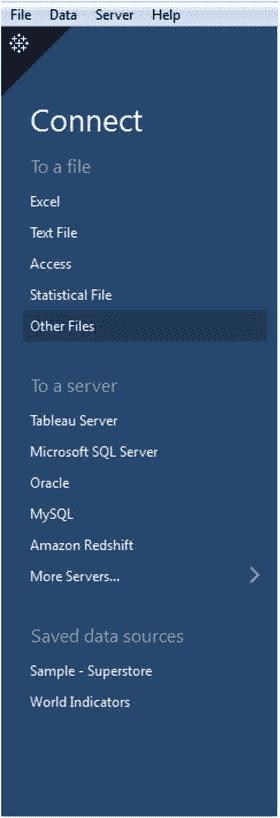 File Data Server Help
Connect
To a file
Excel
Text File
Access
Statistical File
Other Files
To a server
Tableau Server
Microsoft SQL Server
Oracle
MySQL
Amazon Redshift
More Servers...
Saved data sources
Sample - Superstore
World Indicators